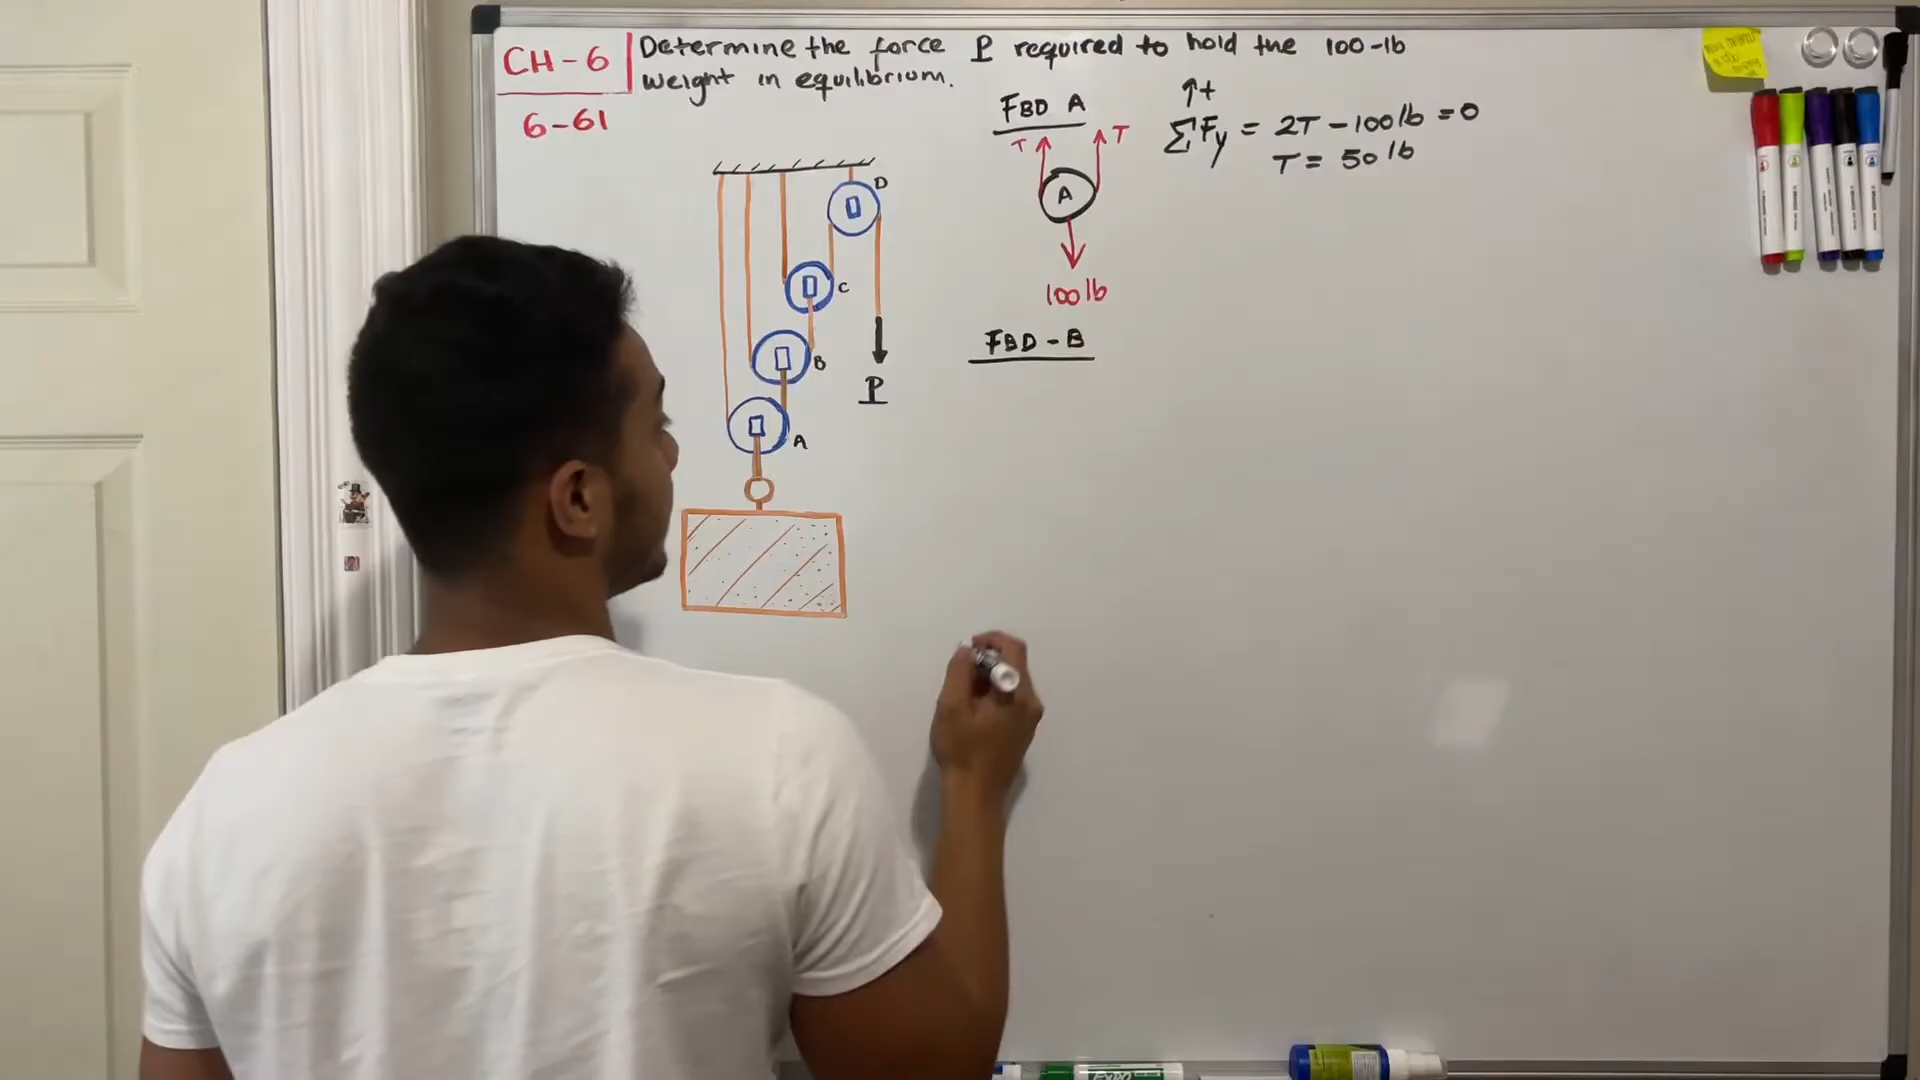 CH-6
6-61
Determine the force P required to hold the 100-lb
weight in equilibrium.
FBD A
T
T
A
100 lb
↑+
ΣFy = 2T - 100 lb = 0
T = 50 lb
FBD - B
D
C
B
P
A
EXPO